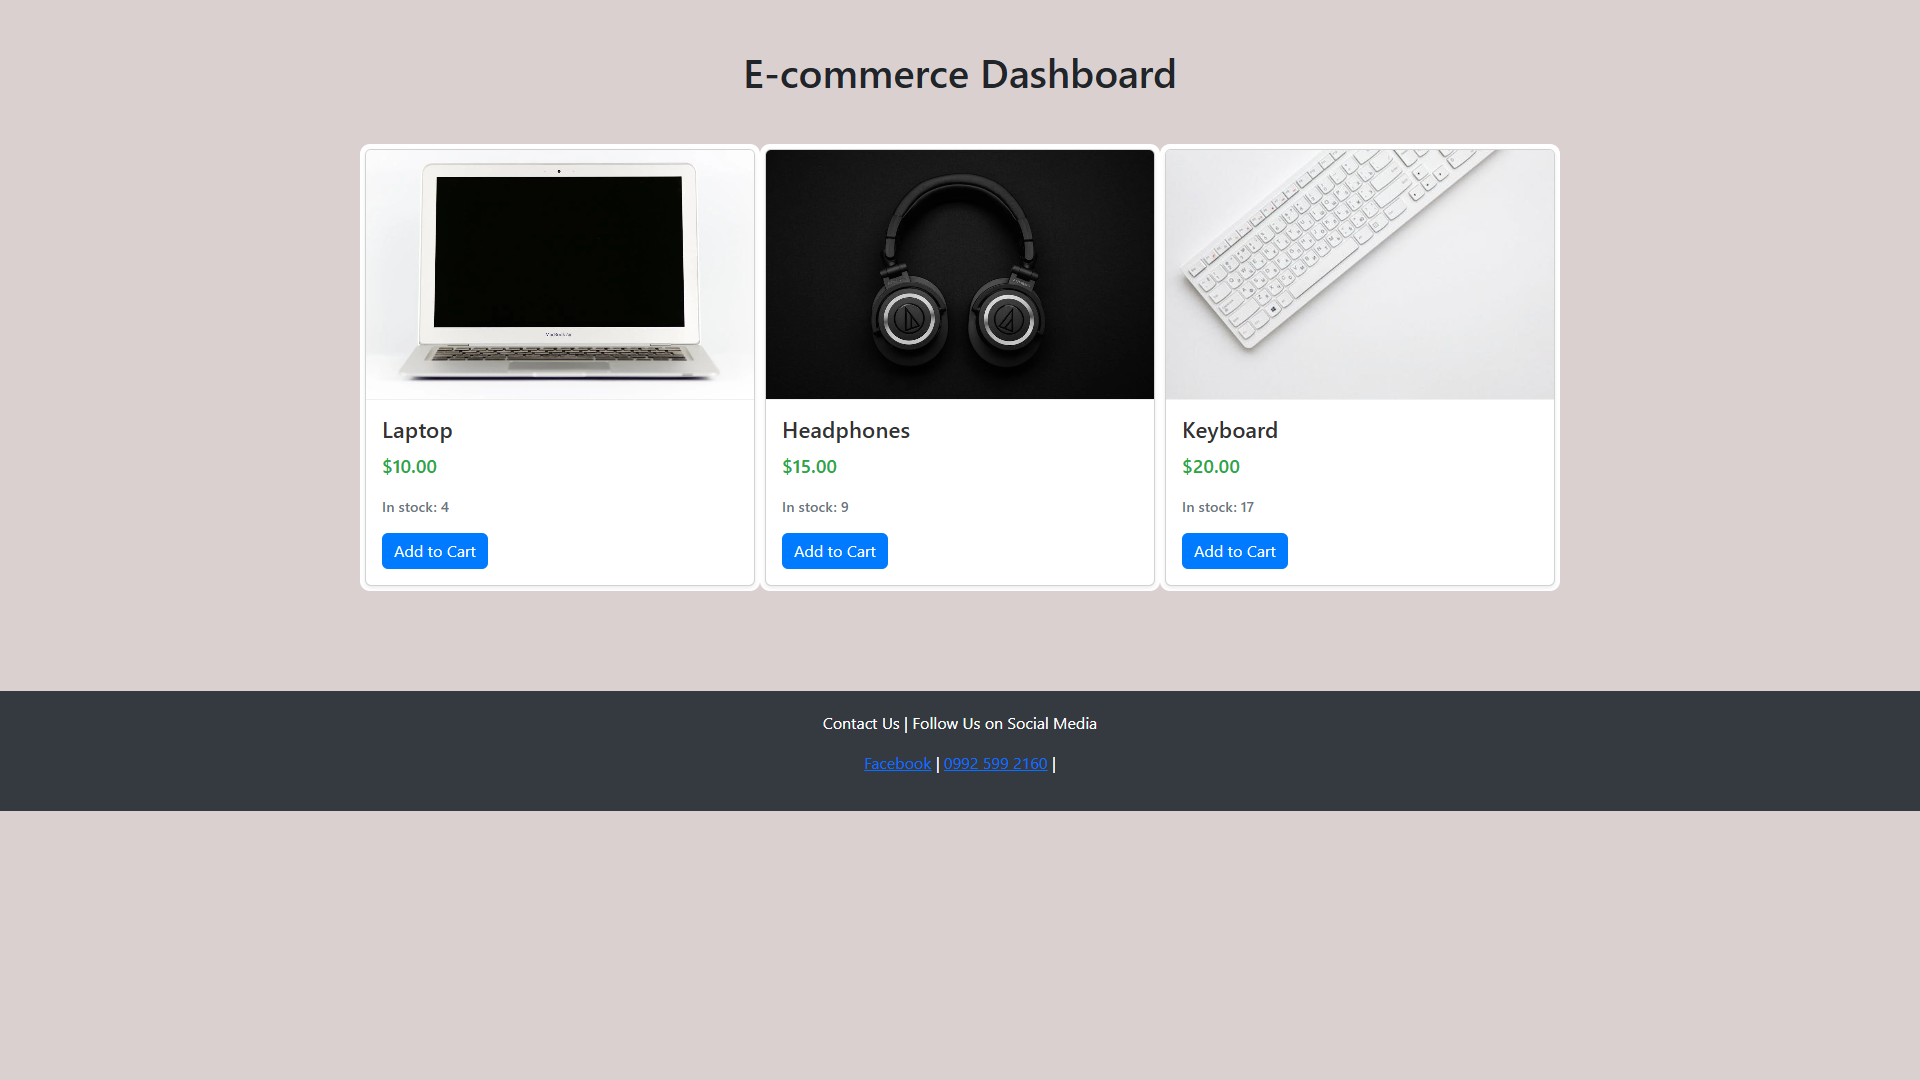 E-commerce Dashboard
MacBook Air
Laptop
$10.00
In stock: 4
Add to Cart
Headphones
$15.00
In stock: 9
Add to Cart
Keyboard
$20.00
In stock: 17
Add to Cart
Contact Us | Follow Us on Social Media
Facebook | 0992 599 2160 |